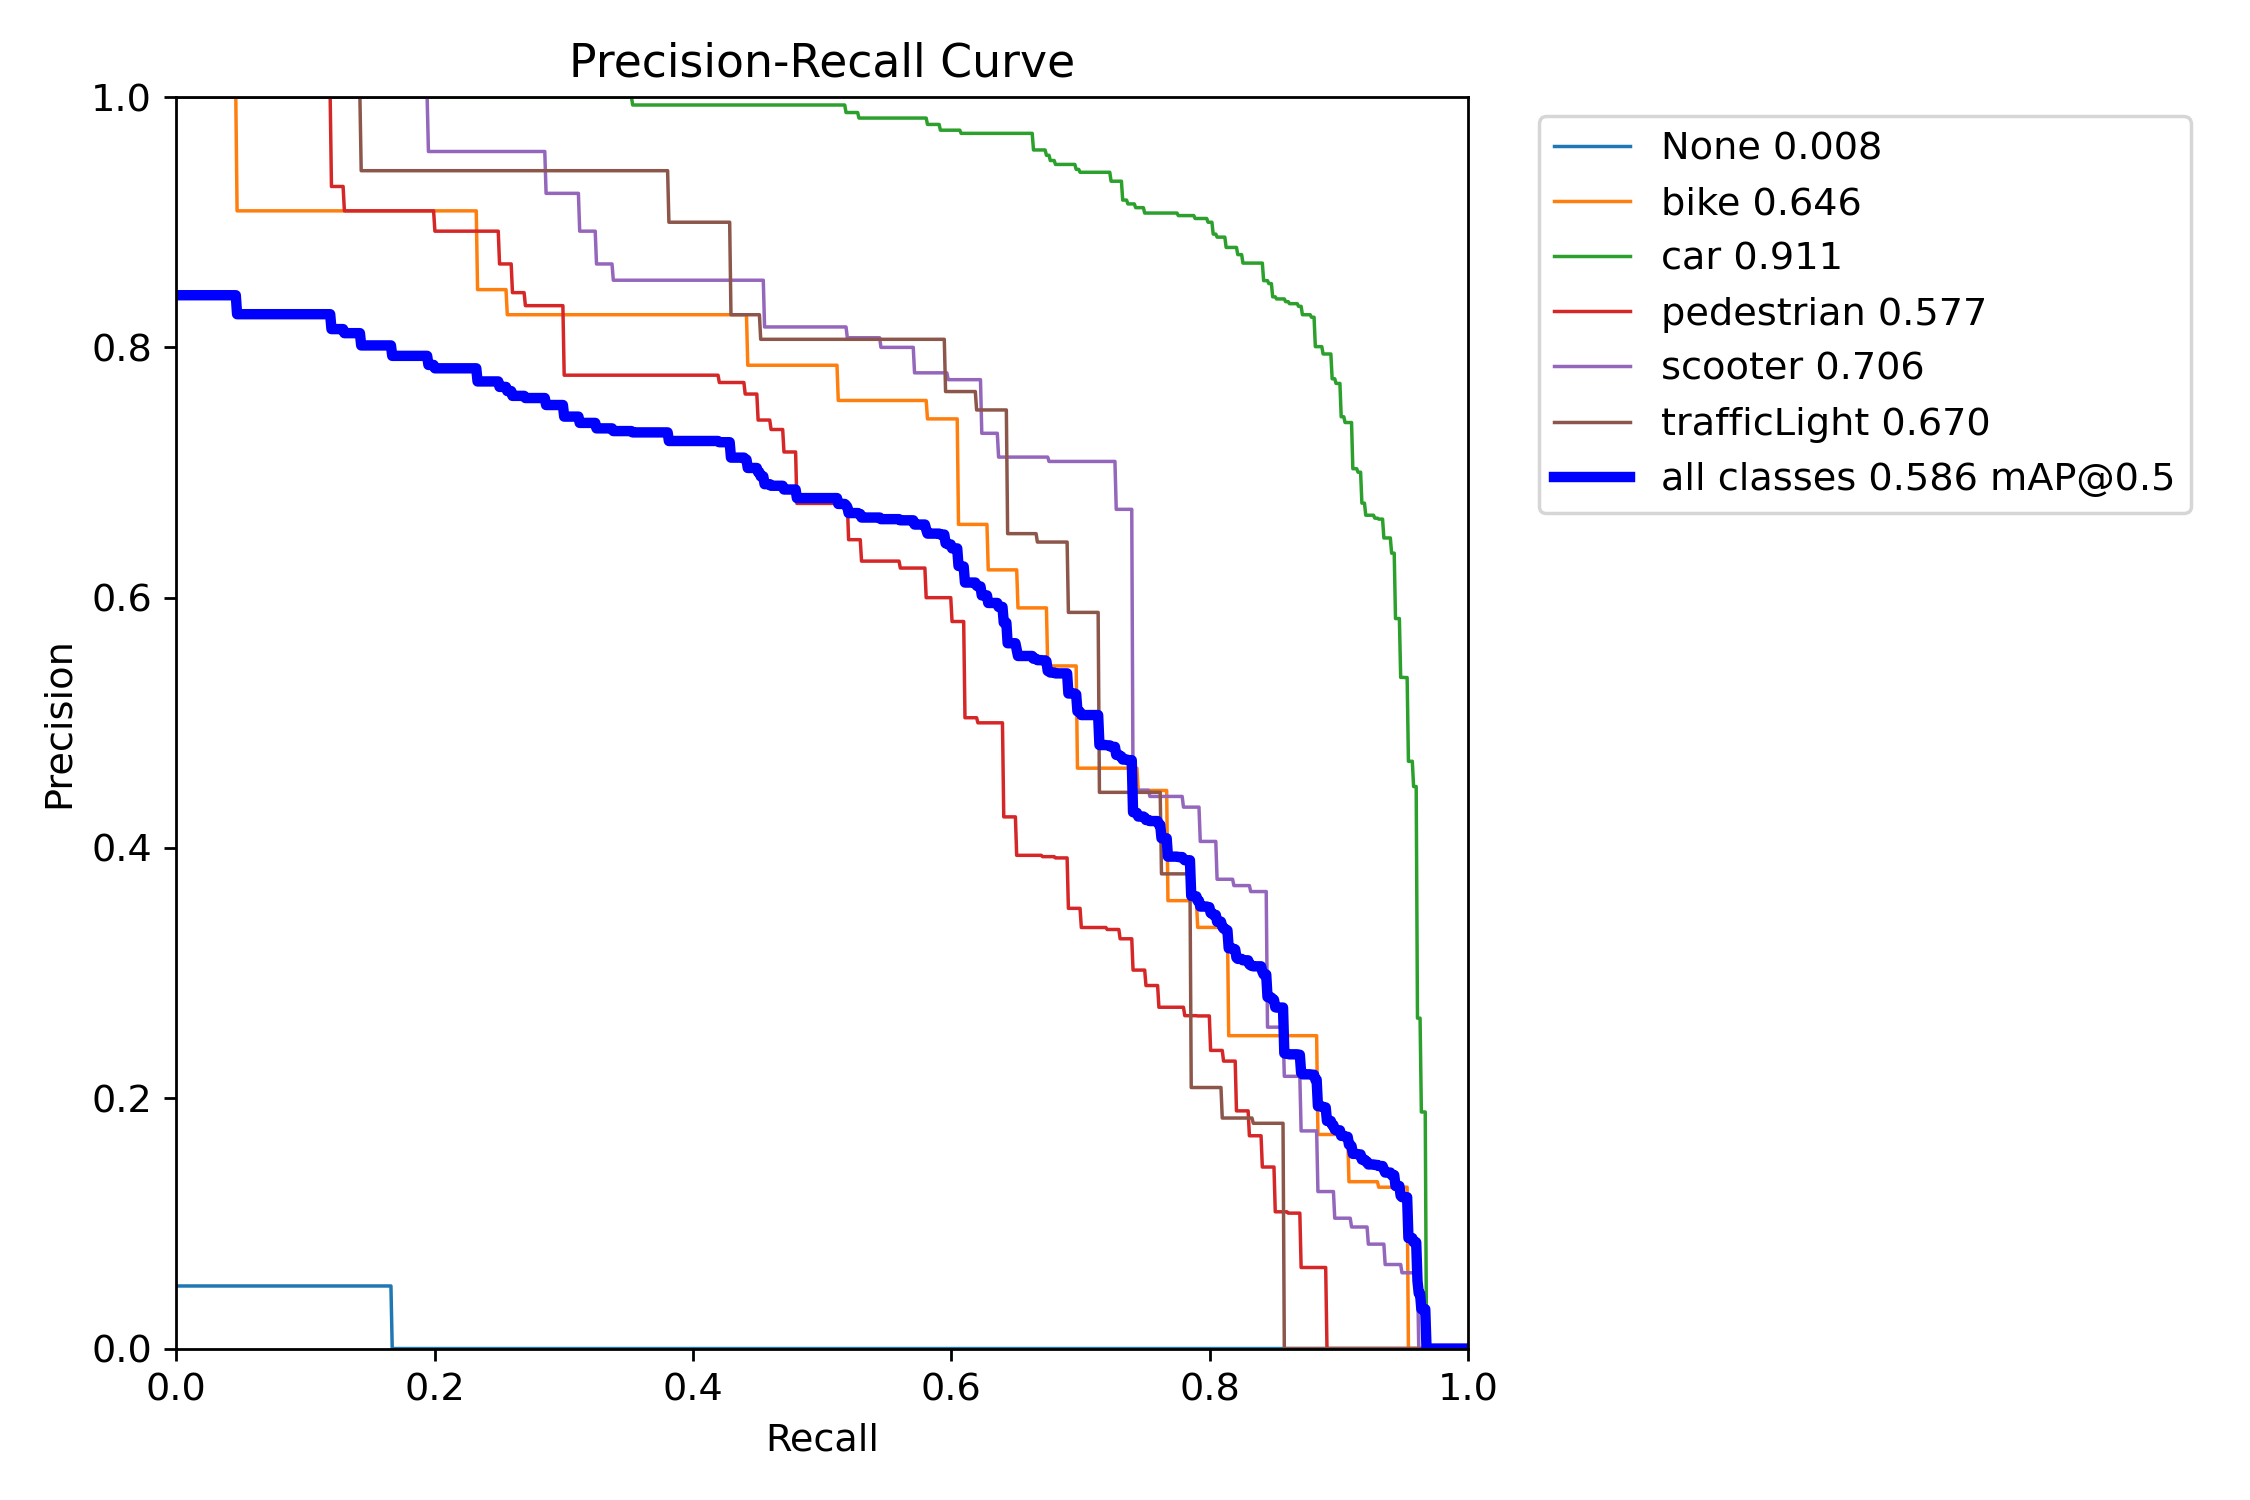 Precision-Recall Curve
1.0
0.8
0.6
0.4
0.2
0.0
Precision
0.0 0.2 0.4 0.6 0.8 1.0
Recall
None 0.008
bike 0.646
car 0.911
pedestrian 0.577
scooter 0.706
trafficLight 0.670
all classes 0.586 mAP@0.5